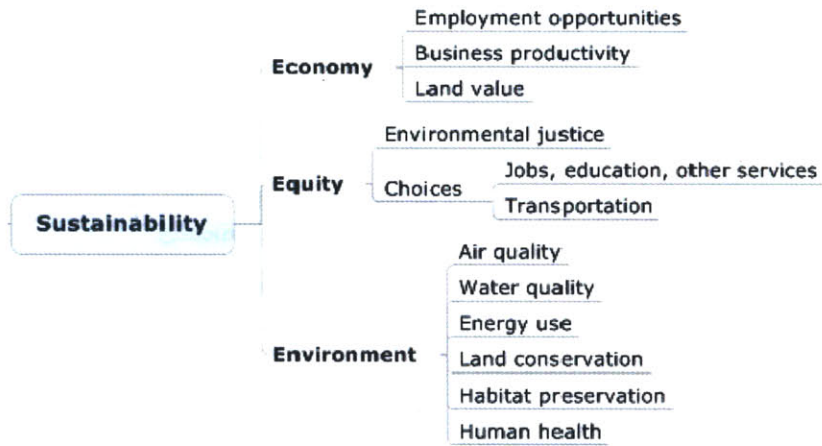 Sustainability
Economy
Employment opportunities
Business productivity
Land value
Equity
Environmental justice
Choices
Jobs, education, other services
Transportation
Environment
Air quality
Water quality
Energy use
Land conservation
Habitat preservation
Human health